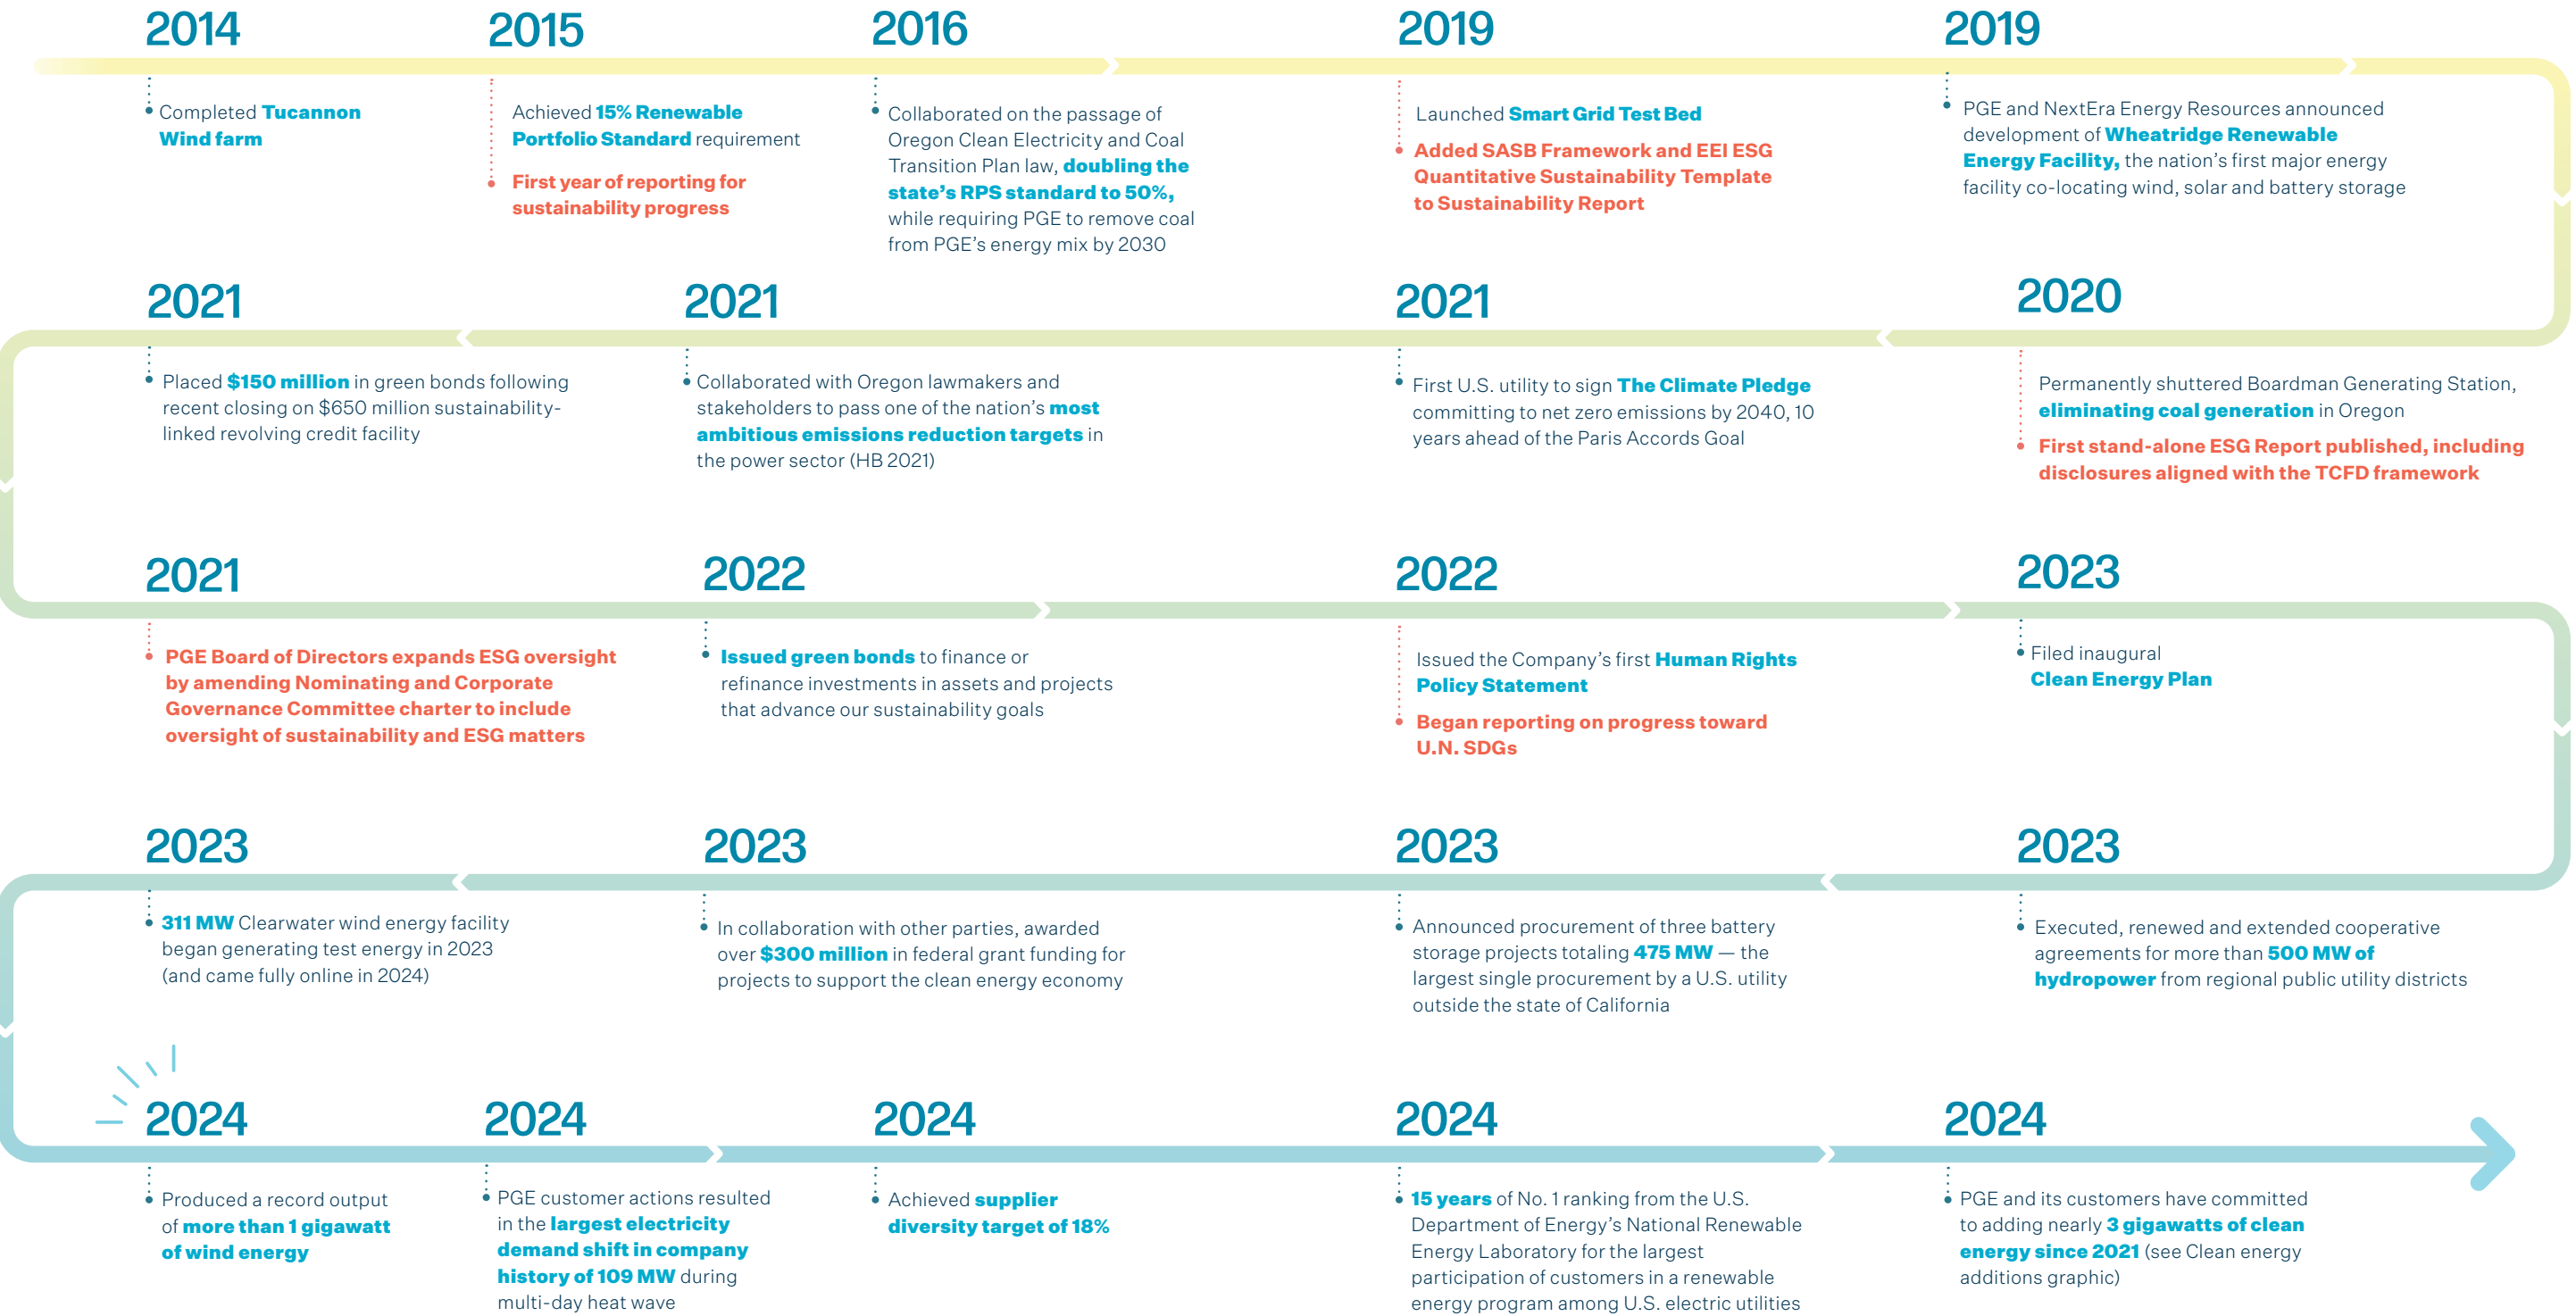 2014
Completed Tucannon
Wind farm
2015
Achieved 15% Renewable
Portfolio Standard requirement
First year of reporting for
sustainability progress
2016
Collaborated on the passage of
Oregon Clean Electricity and Coal
Transition Plan law, doubling the
state’s RPS standard to 50%,
while requiring PGE to remove coal
from PGE’s energy mix by 2030
2019
Launched Smart Grid Test Bed
Added SASB Framework and EEI ESG
Quantitative Sustainability Template
to Sustainability Report
2019
PGE and NextEra Energy Resources announced
development of Wheatridge Renewable
Energy Facility, the nation’s first major energy
facility co-locating wind, solar and battery storage
2020
Permanently shuttered Boardman Generating Station,
eliminating coal generation in Oregon
First stand-alone ESG Report published, including
disclosures aligned with the TCFD framework
2021
First U.S. utility to sign The Climate Pledge
committing to net zero emissions by 2040, 10
years ahead of the Paris Accords Goal
2021
Collaborated with Oregon lawmakers and
stakeholders to pass one of the nation’s most
ambitious emissions reduction targets in
the power sector (HB 2021)
2021
Placed $150 million in green bonds following
recent closing on $650 million sustainability-
linked revolving credit facility
2021
PGE Board of Directors expands ESG oversight
by amending Nominating and Corporate
Governance Committee charter to include
oversight of sustainability and ESG matters
2022
Issued green bonds to finance or
refinance investments in assets and projects
that advance our sustainability goals
2022
Issued the Company’s first Human Rights
Policy Statement
Began reporting on progress toward
U.N. SDGs
2023
Filed inaugural
Clean Energy Plan
2023
Executed, renewed and extended cooperative
agreements for more than 500 MW of
hydropower from regional public utility districts
2023
Announced procurement of three battery
storage projects totaling 475 MW — the
largest single procurement by a U.S. utility
outside the state of California
2023
In collaboration with other parties, awarded
over $300 million in federal grant funding for
projects to support the clean energy economy
2023
311 MW Clearwater wind energy facility
began generating test energy in 2023
(and came fully online in 2024)
2024
Produced a record output
of more than 1 gigawatt
of wind energy
2024
PGE customer actions resulted
in the largest electricity
demand shift in company
history of 109 MW during
multi-day heat wave
2024
Achieved supplier
diversity target of 18%
2024
15 years of No. 1 ranking from the U.S.
Department of Energy’s National Renewable
Energy Laboratory for the largest
participation of customers in a renewable
energy program among U.S. electric utilities
2024
PGE and its customers have committed
to adding nearly 3 gigawatts of clean
energy since 2021 (see Clean energy
additions graphic)